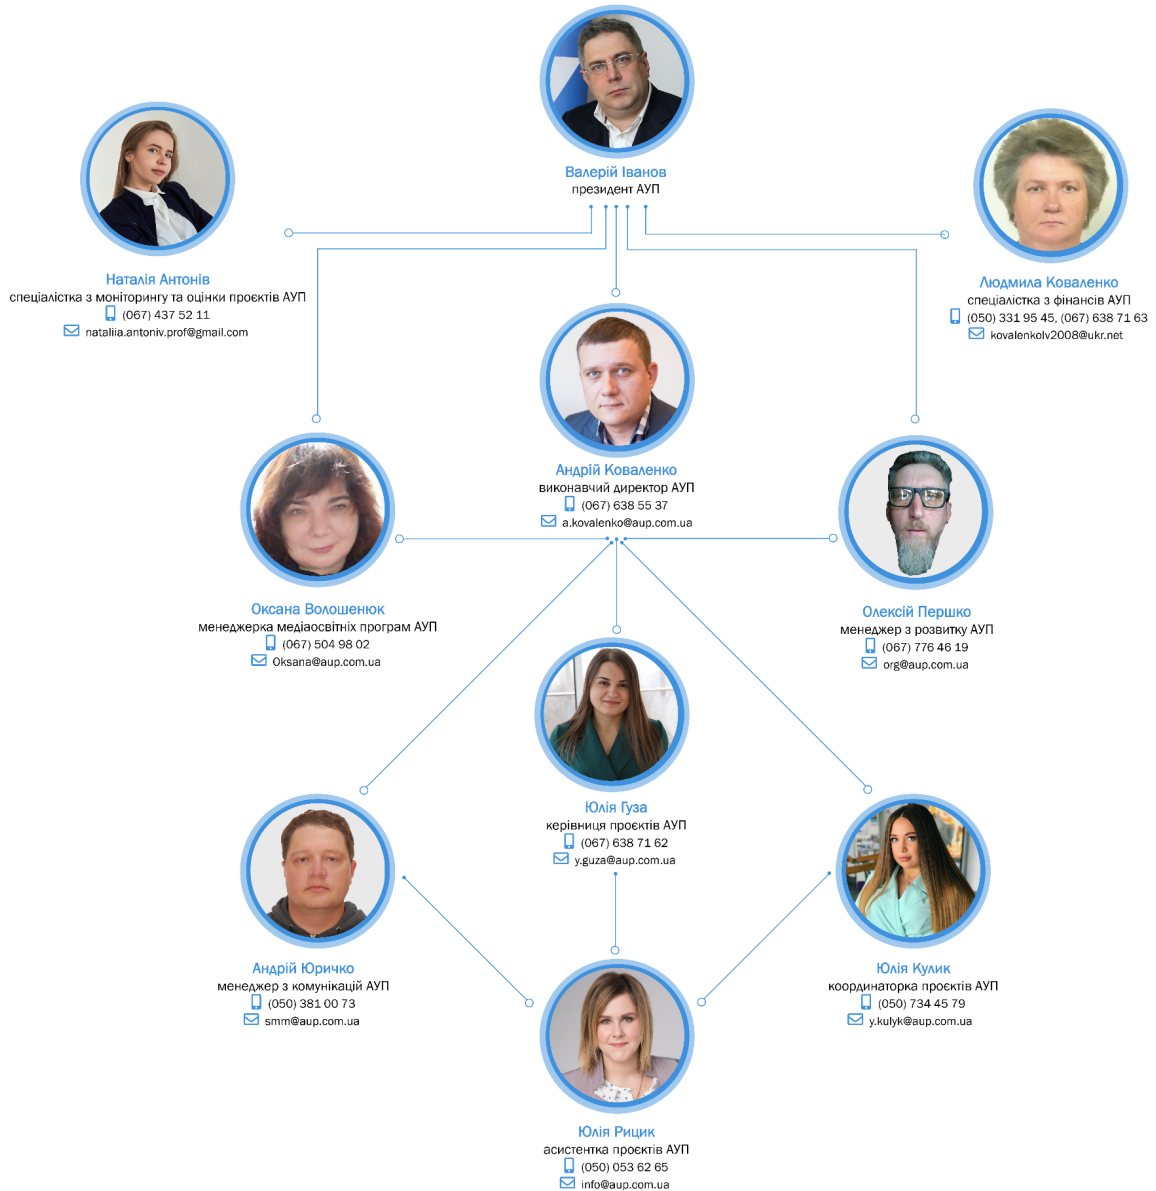 Валерій Іванов
президент АУП
Наталія Антонів
спеціалістка з моніторингу та оцінки проєктів АУП
(067) 437 52 11
nataliia.antoniv.prof@gmail.com
Людмила Коваленко
спеціалістка з фінансів АУП
(050) 331 95 45, (067) 638 71 63
kovalenkolv2008@ukr.net
Андрій Коваленко
виконавчий директор АУП
(067) 638 55 37
a.kovalenko@aup.com.ua
Оксана Волошенюк
менеджерка медіаосвітніх програм АУП
(067) 504 98 02
Oksana@aup.com.ua
Олексій Першко
менеджер з розвитку АУП
(067) 776 46 19
org@aup.com.ua
Юлія Гуза
керівниця проєктів АУП
(067) 638 71 62
y.guza@aup.com.ua
Андрій Юричко
менеджер з комунікацій АУП
(050) 381 00 73
smm@aup.com.ua
Юлія Кулик
координаторка проєктів АУП
(050) 734 45 79
y.kulyk@aup.com.ua
Юлія Рицик
асистентка проєктів АУП
(050) 053 62 65
info@aup.com.ua